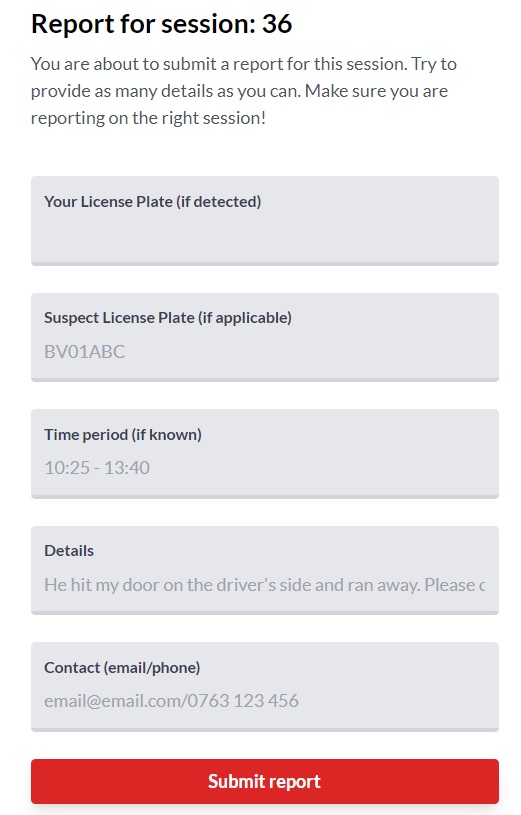 Report for session: 36
You are about to submit a report for this session. Try to
provide as many details as you can. Make sure you are
reporting on the right session!
Your License Plate (if detected)
Suspect License Plate (if applicable)
BV01ABC
Time period (if known)
10:25 - 13:40
Details
He hit my door on the driver's side and ran away. Please
Contact (email/phone)
email@email.com/0763 123 456
Submit report